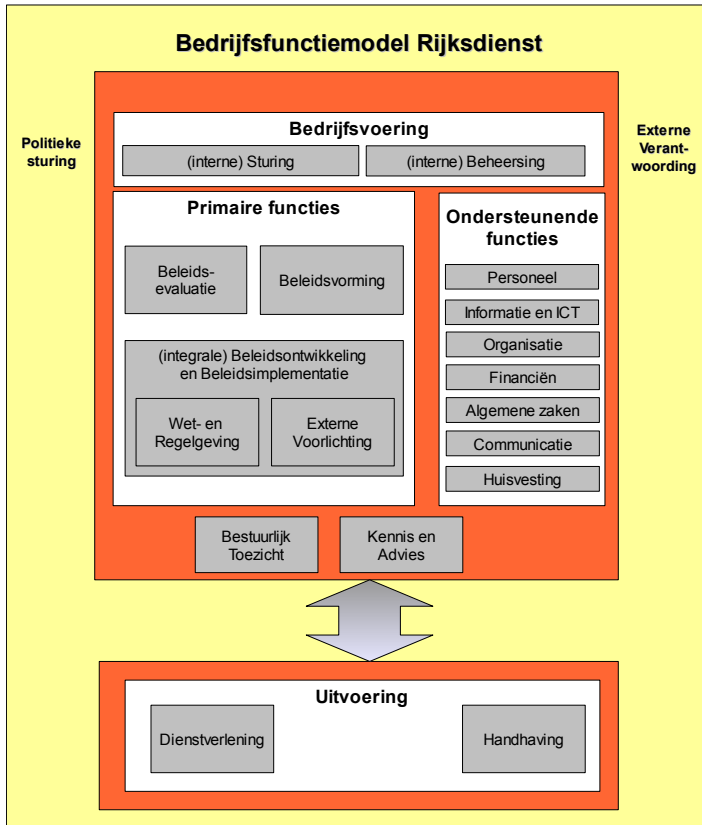 Bedrijfsfunctiemodel Rijksdienst
Politieke
sturing
Externe
Verant-
woording
Bedrijfsvoering
(interne) Sturing
(interne) Beheersing
Primaire functies
Beleids-
evaluatie
Beleidsvorming
(integrale) Beleidsontwikkeling
en Beleidsimplementatie
Wet- en
Regelgeving
Externe
Voorlichting
Ondersteunende
functies
Personeel
Informatie en ICT
Organisatie
Financiën
Algemene zaken
Communicatie
Huisvesting
Bestuurlijk
Toezicht
Kennis en
Advies
Uitvoering
Dienstverlening
Handhaving